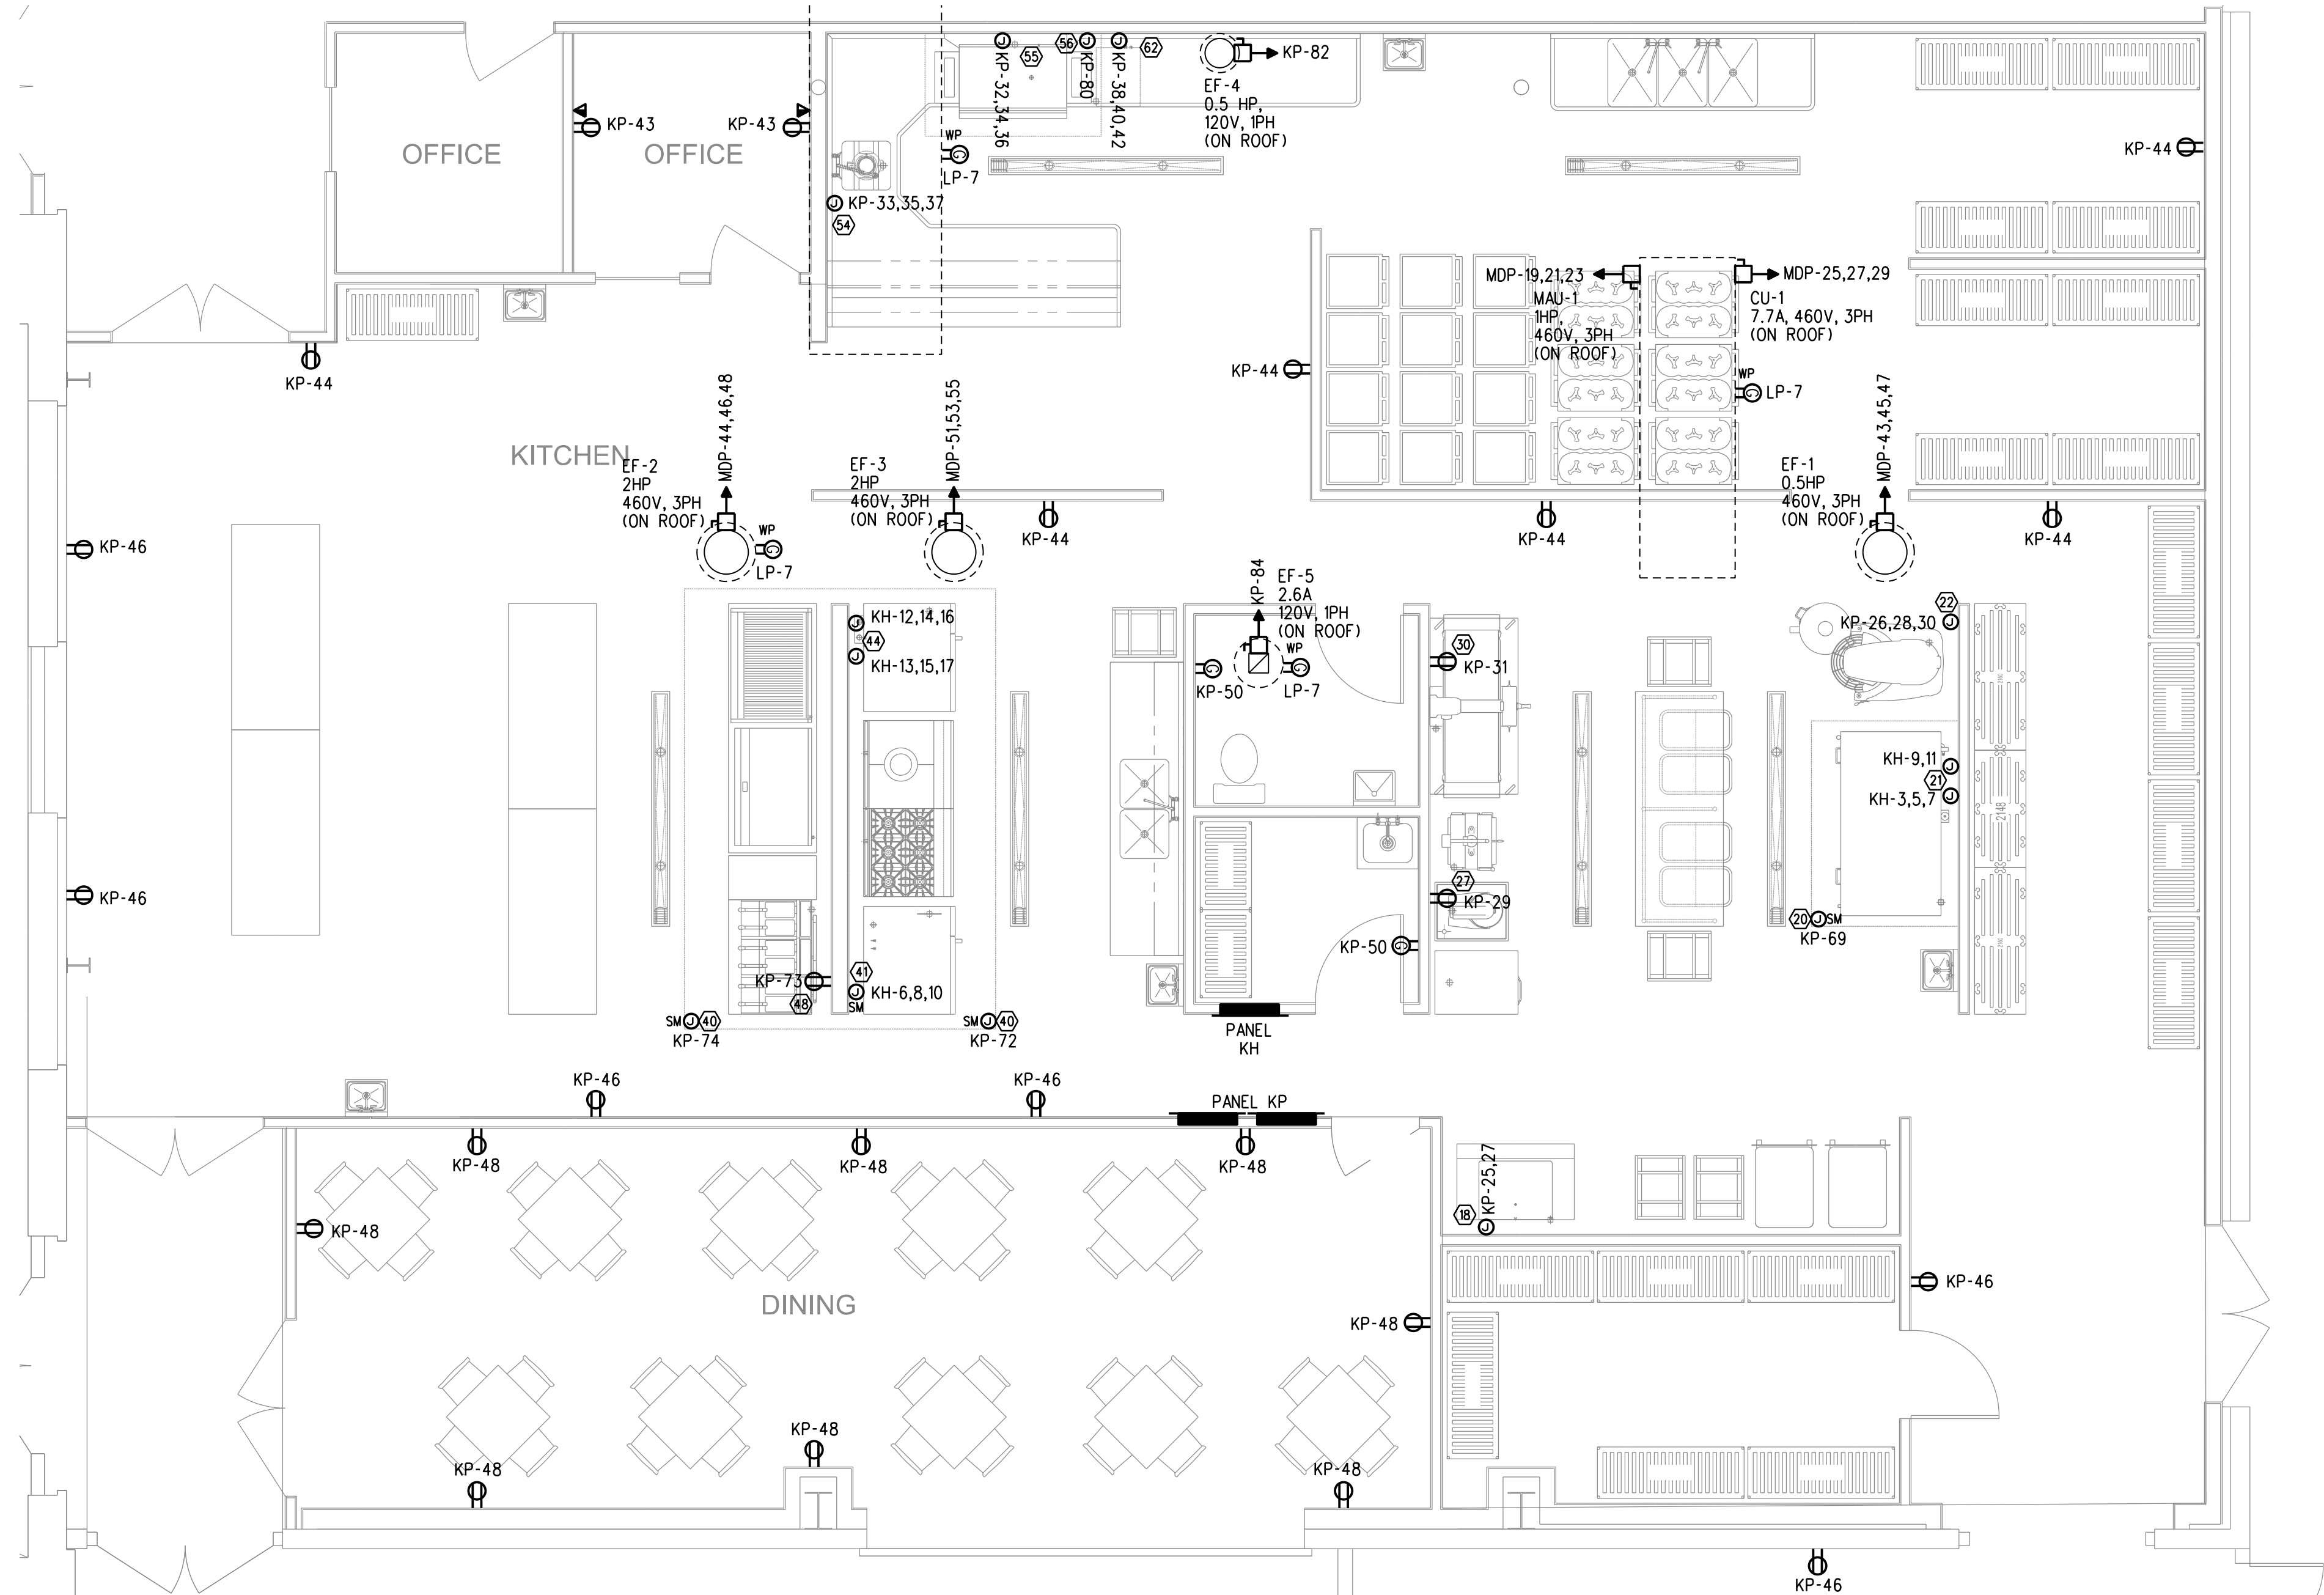 KP-32,34,36
55
56
KP-80
KP-38,40,42
62
KP-82
EF-4
0.5 HP,
120V, 1PH
(ON ROOF)
KP-43
KP-43
OFFICE
OFFICE
WP
LP-7
KP-44
KP-33,35,37
54
MDP-19,21,23
MAU-1
1HP,
460V, 3PH
(ON ROOF)
MDP-25,27,29
CU-1
7.7A, 460V, 3PH
(ON ROOF)
KP-44
KP-44
WP
LP-7
KITCHEN
MDP-44,46,48
EF-2
2HP
460V, 3PH
(ON ROOF)
WP
LP-7
MDP-51,53,55
EF-3
2HP
460V, 3PH
(ON ROOF)
KP-44
KP-44
MDP-43,45,47
EF-1
0.5HP
460V, 3PH
(ON ROOF)
KP-44
KP-46
KP-84
EF-5
2.6A
120V, 1PH
(ON ROOF)
KH-12,14,16
44
KH-13,15,17
KP-50
WP
LP-7
30
KP-31
22
KP-26,28,30
KH-9,11
21
KH-3,5,7
2148
KP-46
27
KP-29
KP-50
20
SM
KP-69
KP-73
48
41
KH-6,8,10
SM
SM
40
KP-74
SM
40
KP-72
PANEL
KH
KP-46
KP-46
PANEL KP
KP-48
KP-48
KP-48
KP-25,27
18
KP-48
KP-46
DINING
KP-48
KP-48
KP-48
KP-48
KP-46